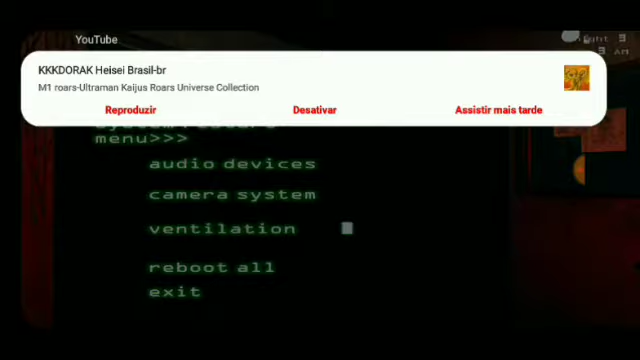 YouTube
KKKDORAK Heisei Brasil-br
M1 roars-Ultraman Kaijus Roars Universe Collection
Reproduzir
Desativar
Assistir mais tarde
menu>>>
audio devices
camera system
ventilation
reboot all
exit